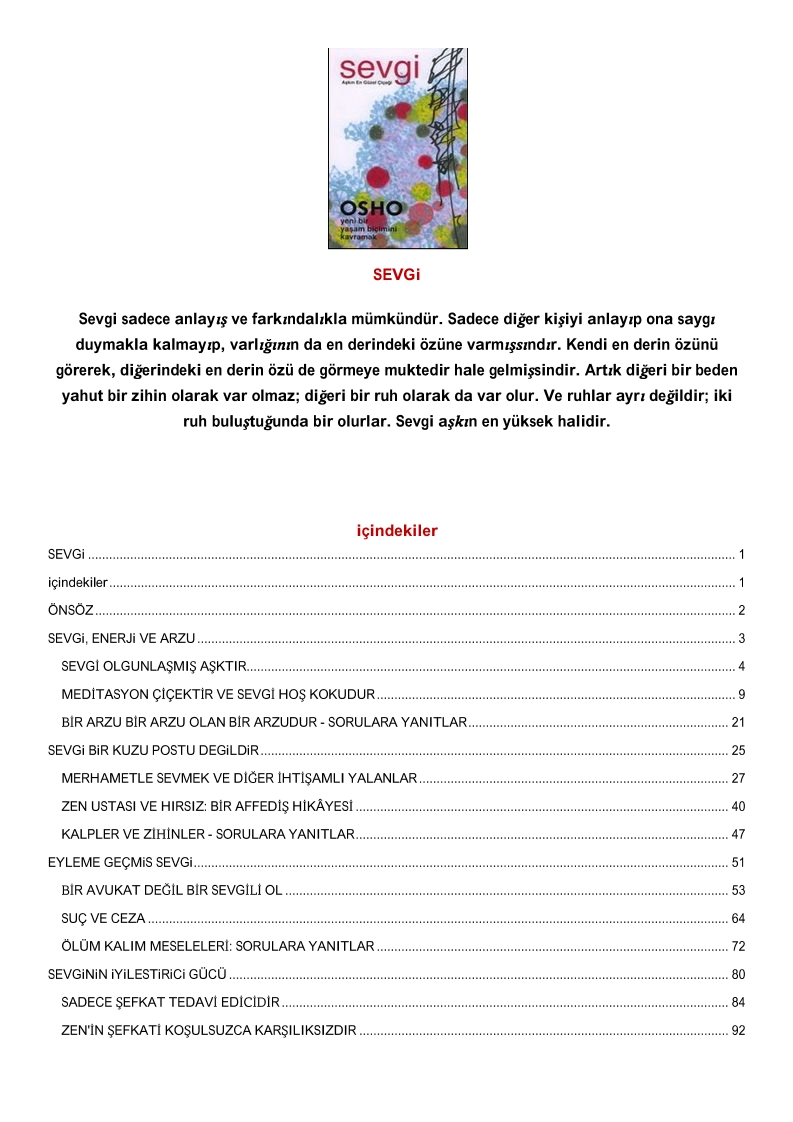 sevgi
Aşkın En Güzel Çiçeği
OSHO
yeni bir
yaşam biçimini
kavramak
SEVGi
Sevgi sadece anlayış ve farkındalıkla mümkündür. Sadece diğer kişiyi anlayıp ona saygı
duymakla kalmayıp, varlığının da en derindeki özüne varmışsındır. Kendi en derin özünü
görerek, diğerindeki en derin özü de görmeye muktedir hale gelmişsindir. Artık diğeri bir beden
yahut bir zihin olarak var olmaz; diğeri bir ruh olarak da var olur. Ve ruhlar ayrı değildir; iki
ruh buluştuğunda bir olurlar. Sevgi aşkın en yüksek halidir.
içindekiler
SEVGi ... 1
içindekiler ... 1
ÖNSÖZ ... 2
SEVGi, ENERJi VE ARZU ... 3
SEVGİ OLGUNLAŞMIŞ AŞKTIR ... 4
MEDİTASYON ÇİÇEKTİR VE SEVGİ HOŞ KOKUDUR ... 9
BİR ARZU BİR ARZU OLAN BİR ARZUDUR - SORULARA YANITLAR ... 21
SEVGi BiR KUZU POSTU DEGiLDiR ... 25
MERHAMETLE SEVMEK VE DİĞER İHTİŞAMLI YALANLAR ... 27
ZEN USTASI VE HIRSIZ: BİR AFFEDİŞ HİKÂYESİ ... 40
KALPLER VE ZİHİNLER - SORULARA YANITLAR ... 47
EYLEME GEÇMiS SEVGi ... 51
BİR AVUKAT DEĞİL BİR SEVGİLİ OL ... 53
SUÇ VE CEZA ... 64
ÖLÜM KALIM MESELELERİ: SORULARA YANITLAR ... 72
SEVGiNiN iYiLESTiRiCi GÜCÜ ... 80
SADECE ŞEFKAT TEDAVİ EDİCİDİR ... 84
ZEN'İN ŞEFKATİ KOŞULSUZCA KARŞILIKSIZDIR ... 92